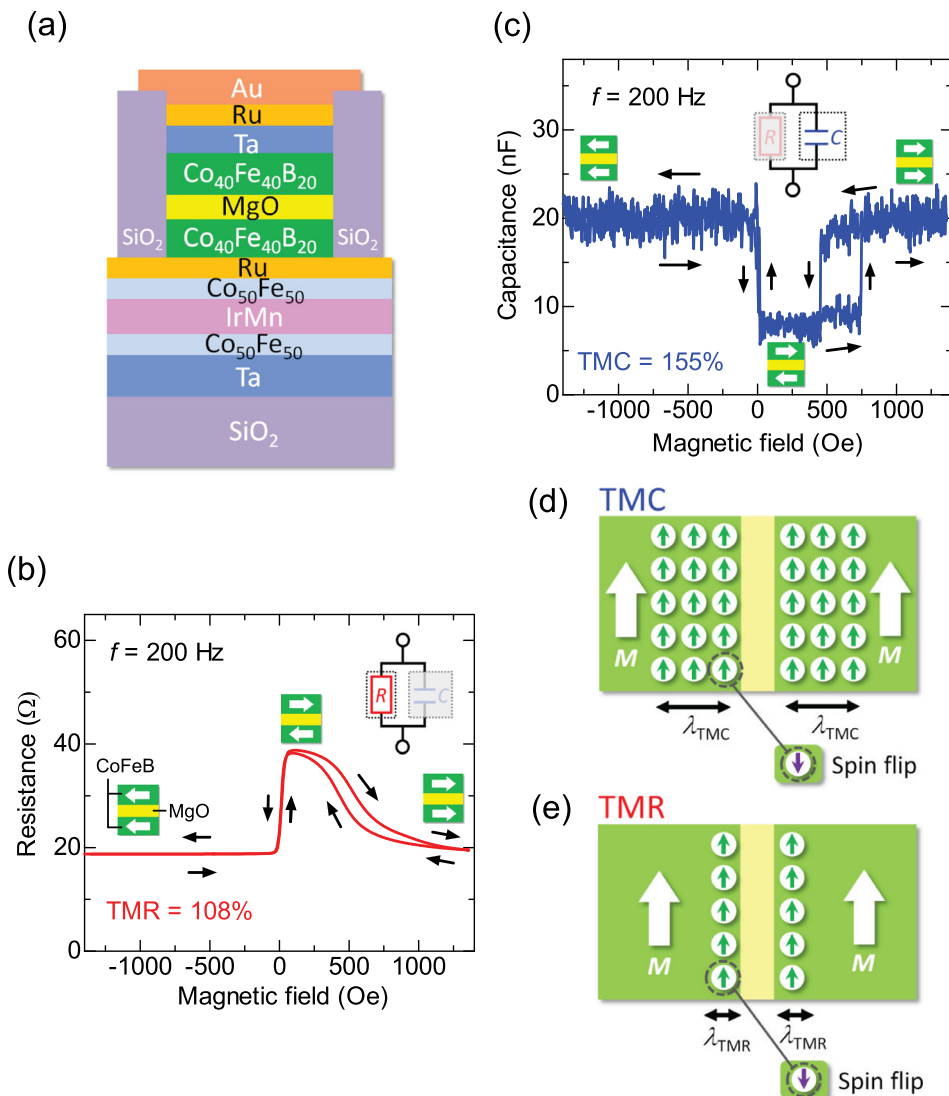 (a)
Au
Ru
Ta
Co₄₀Fe₄₀B₂₀
MgO
SiO₂ Co₄₀Fe₄₀B₂₀ SiO₂
Ru
Co₅₀Fe₅₀
IrMn
Co₅₀Fe₅₀
Ta
SiO₂
(b)
f = 200 Hz
R C
CoFeB
MgO
TMR = 108%
60
40
20
0
Resistance (Ω)
-1000 -500 0 500 1000
Magnetic field (Oe)
(c)
f = 200 Hz
R C
TMC = 155%
30
20
10
0
Capacitance (nF)
-1000 -500 0 500 1000
Magnetic field (Oe)
(d) TMC
M M
λTMC λTMC
Spin flip
(e) TMR
M M
λTMR λTMR
Spin flip